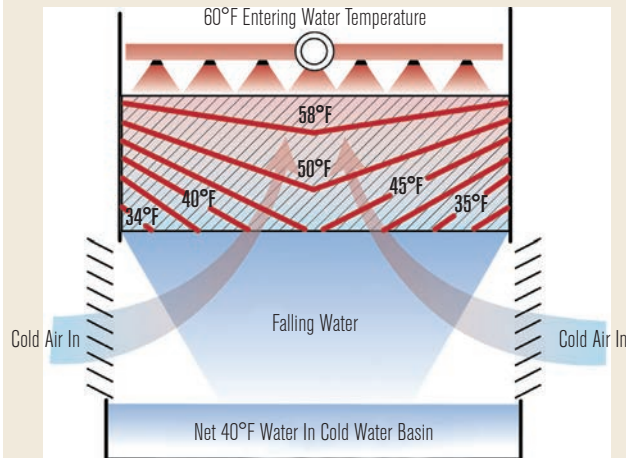 60°F Entering Water Temperature
58°F
50°F
45°F
40°F
35°F
34°F
Falling Water
Cold Air In
Cold Air In
Net 40°F Water In Cold Water Basin